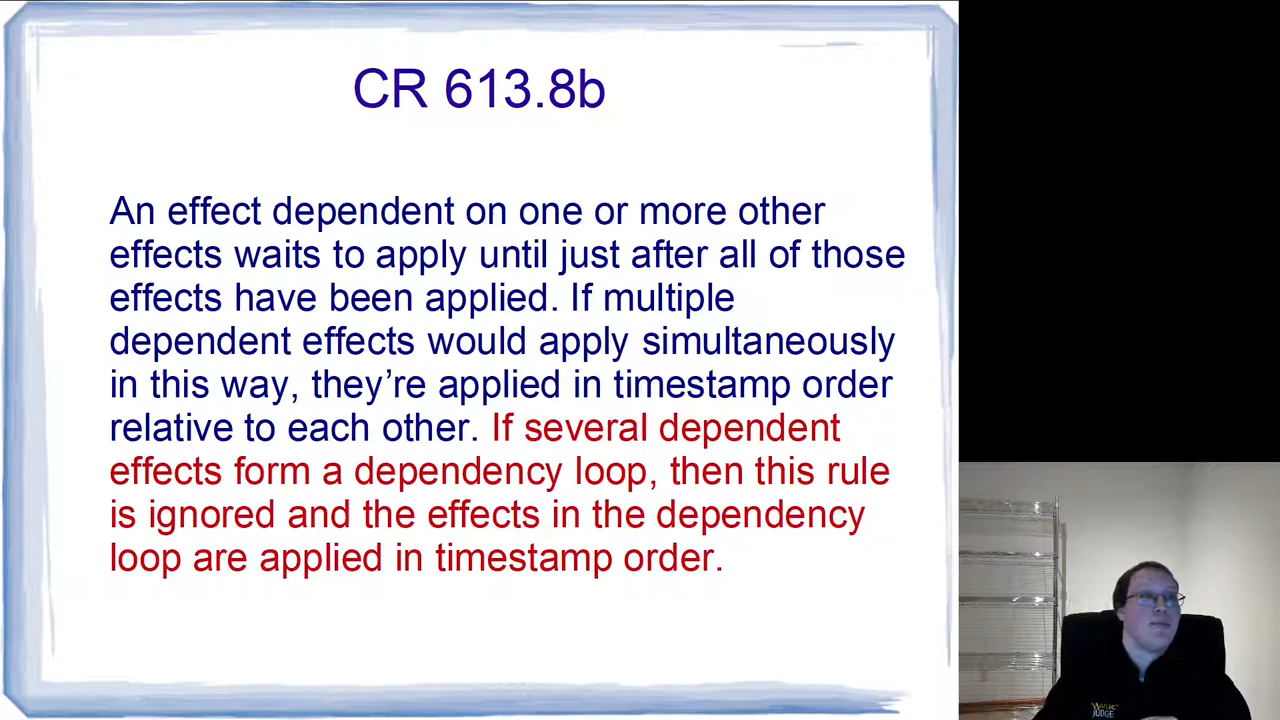 CR 613.8b
An effect dependent on one or more other
effects waits to apply until just after all of those
effects have been applied. If multiple
dependent effects would apply simultaneously
in this way, they’re applied in timestamp order
relative to each other. If several dependent
effects form a dependency loop, then this rule
is ignored and the effects in the dependency
loop are applied in timestamp order.
MAGIC
JUDGE